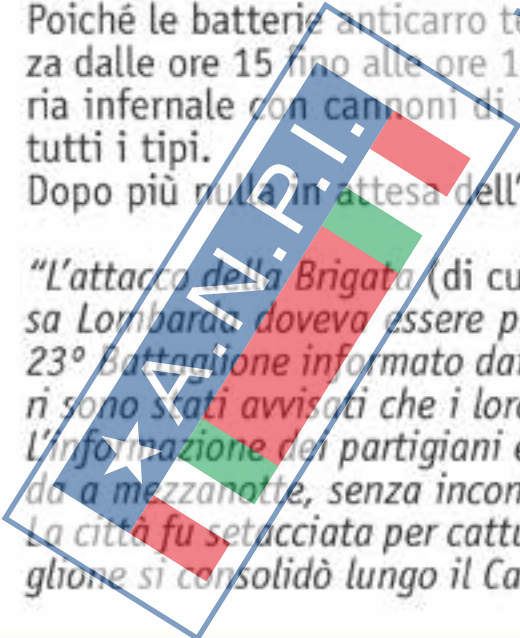 Poiché le batterie anticarro
za dalle ore 15 fino alle ore 1
ria infernale con cannoni di
tutti i tipi.
Dopo più nulla in attesa dell'
“L'attacco della Brigata (di cu
sa Lombarda doveva essere p
23° Battaglione informato dai
ri sono stati avvisati che i loro
L'informazione dei partigiani e
da a mezzanotte, senza incon
La città fu setacciata per cattu
glione si consolidò lungo il Ca
A.N.P.I.